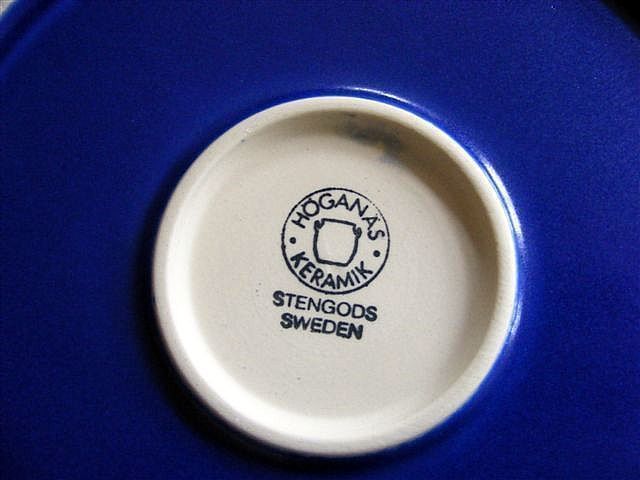 HÖGANÄS
KERAMIK
STENGODS
SWEDEN